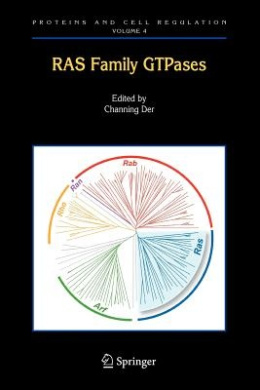 PROTEINS AND CELL REGULATION
VOLUME 4
RAS Family GTPases
Edited by
Channing Der
Rab
Ran
Rho
Ras
Arf
Springer